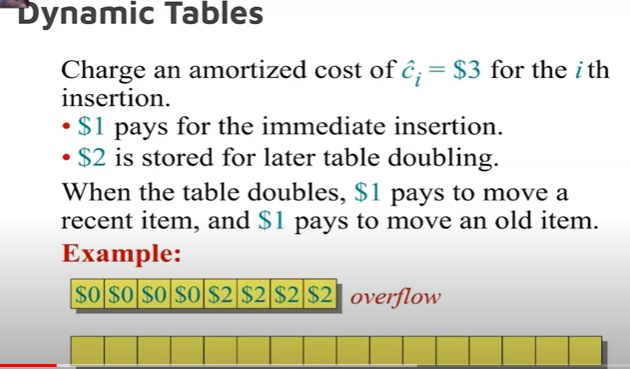 Dynamic Tables
Charge an amortized cost of ĉᵢ = $3 for the i th
insertion.
• $1 pays for the immediate insertion.
• $2 is stored for later table doubling.
When the table doubles, $1 pays to move a
recent item, and $1 pays to move an old item.
Example:
$0 $0 $0 $0 $2 $2 $2 $2 overflow